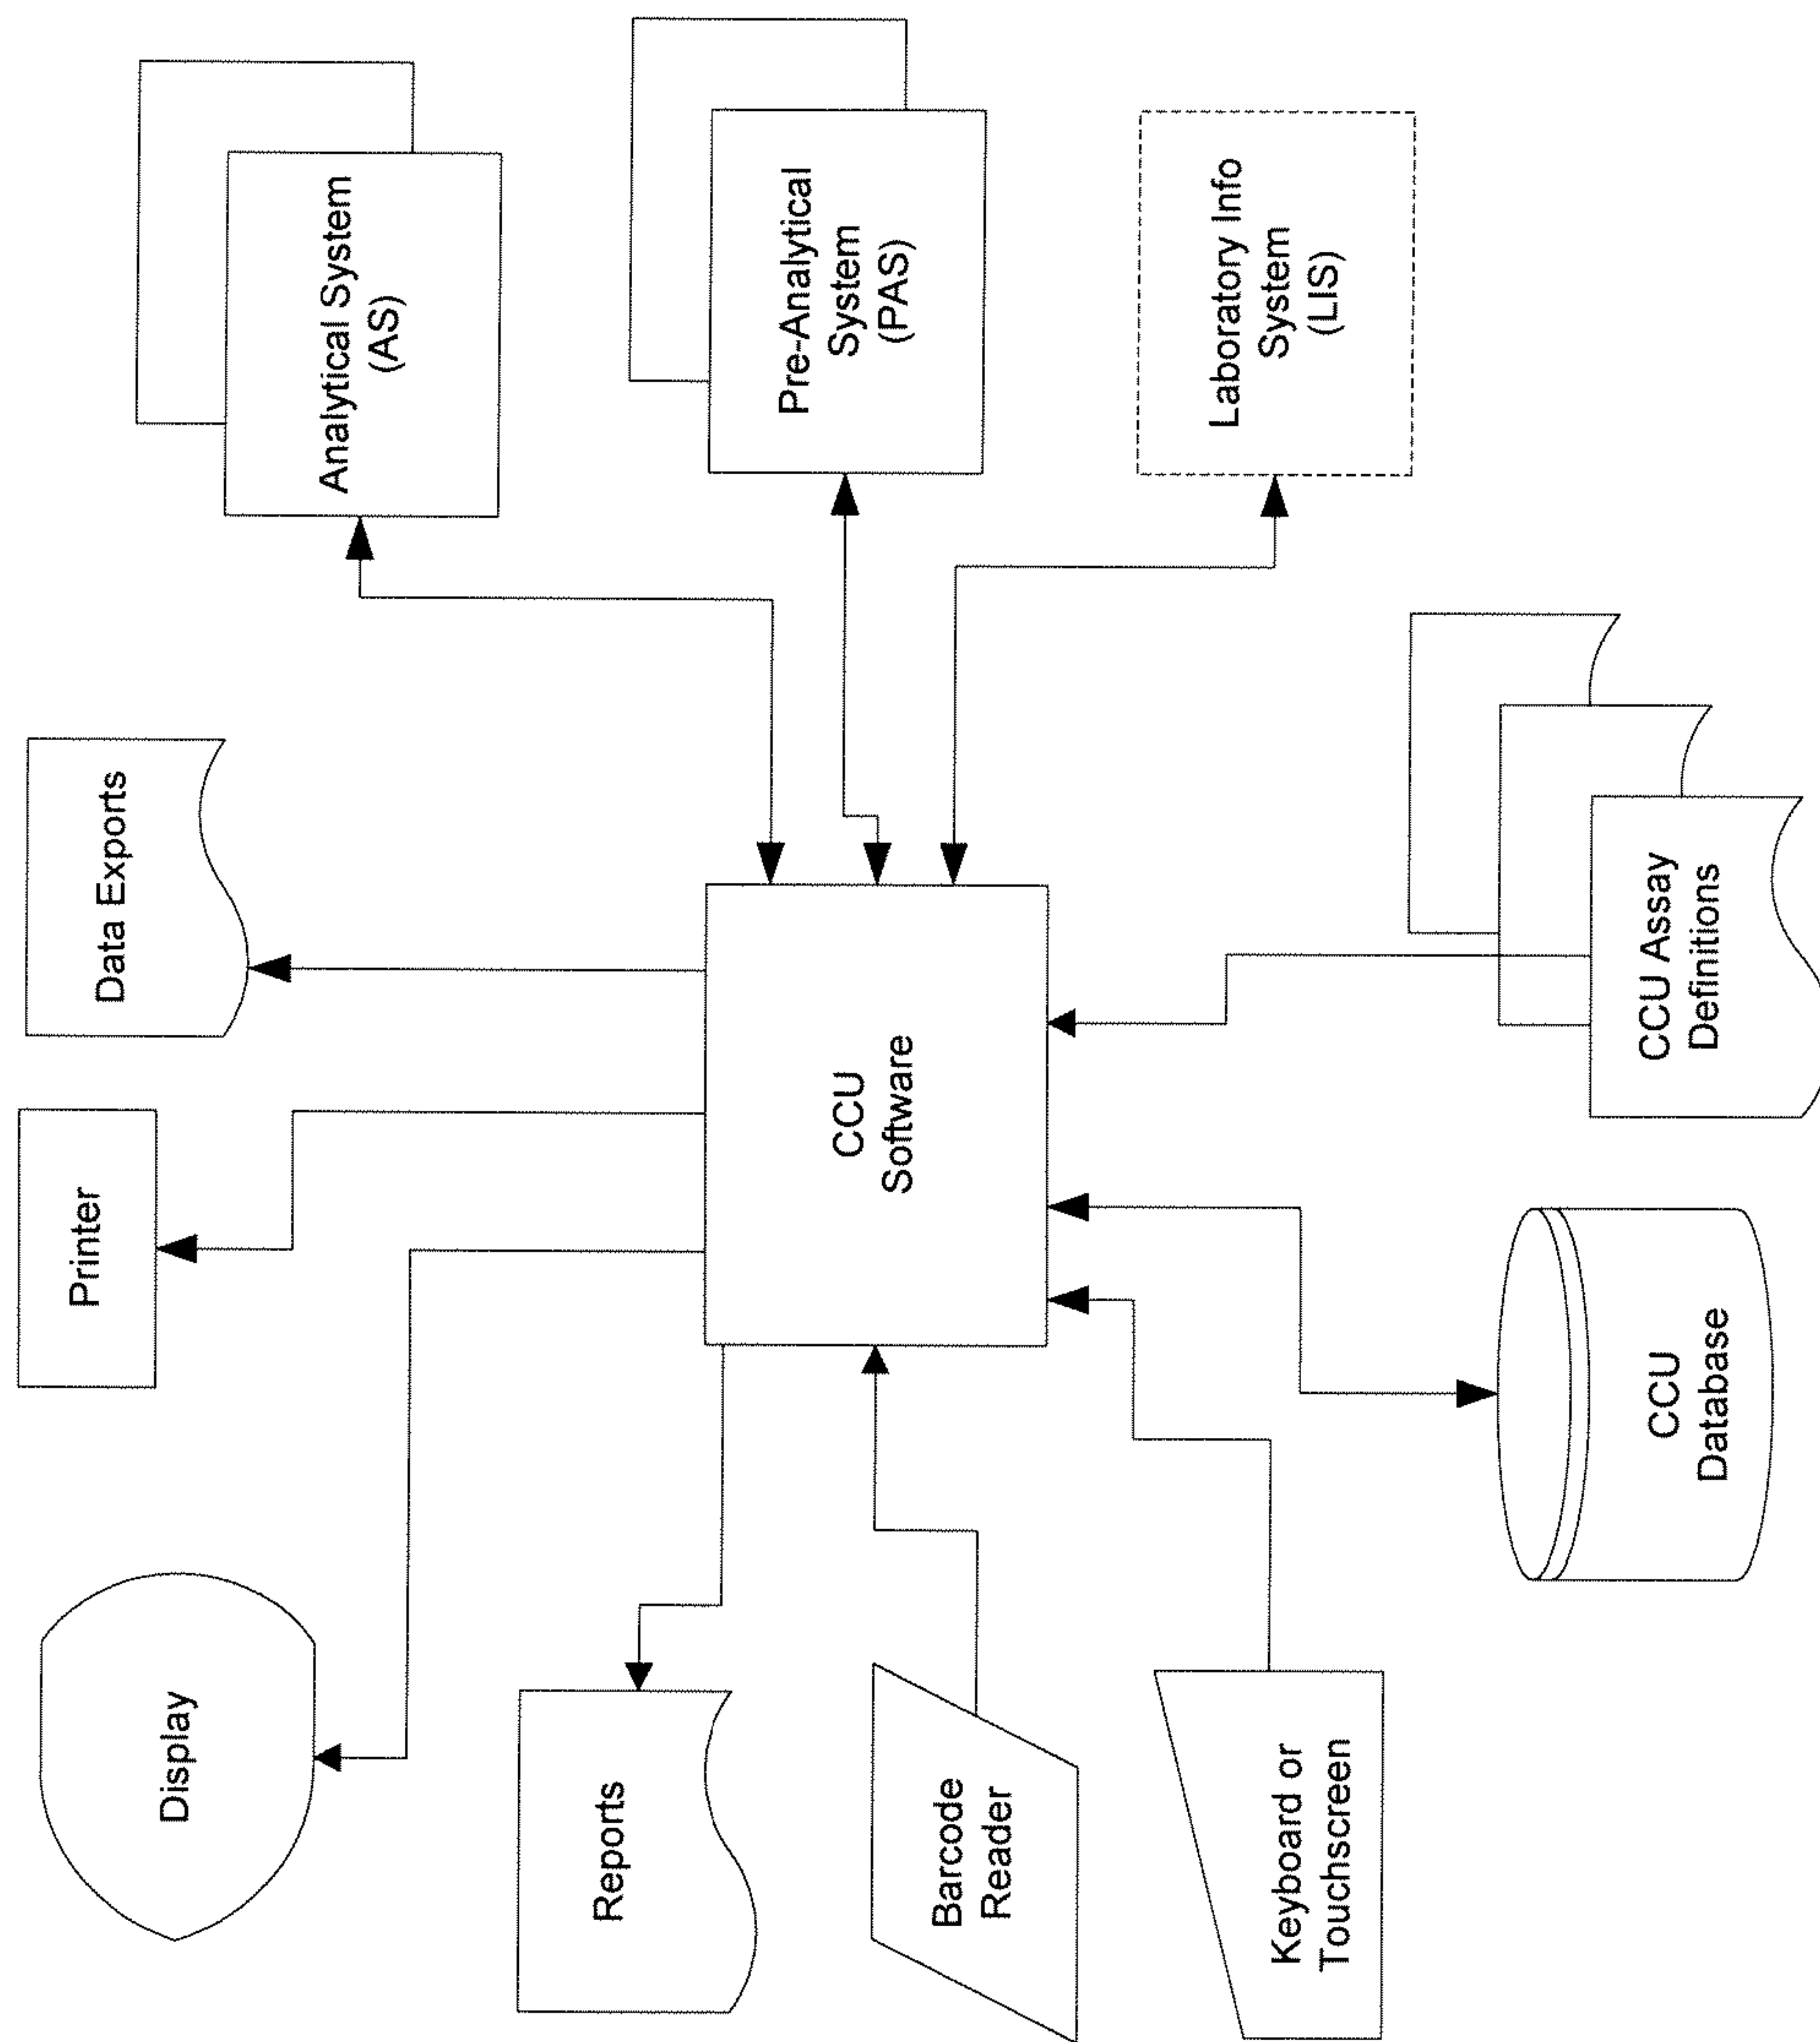 Display
Printer
Data Exports
Reports
Analytical System
(AS)
Barcode
Reader
CCU
Software
Pre-Analytical
System
(PAS)
Keyboard or
Touchscreen
Laboratory Info
System
(LIS)
CCU
Database
CCU Assay
Definitions